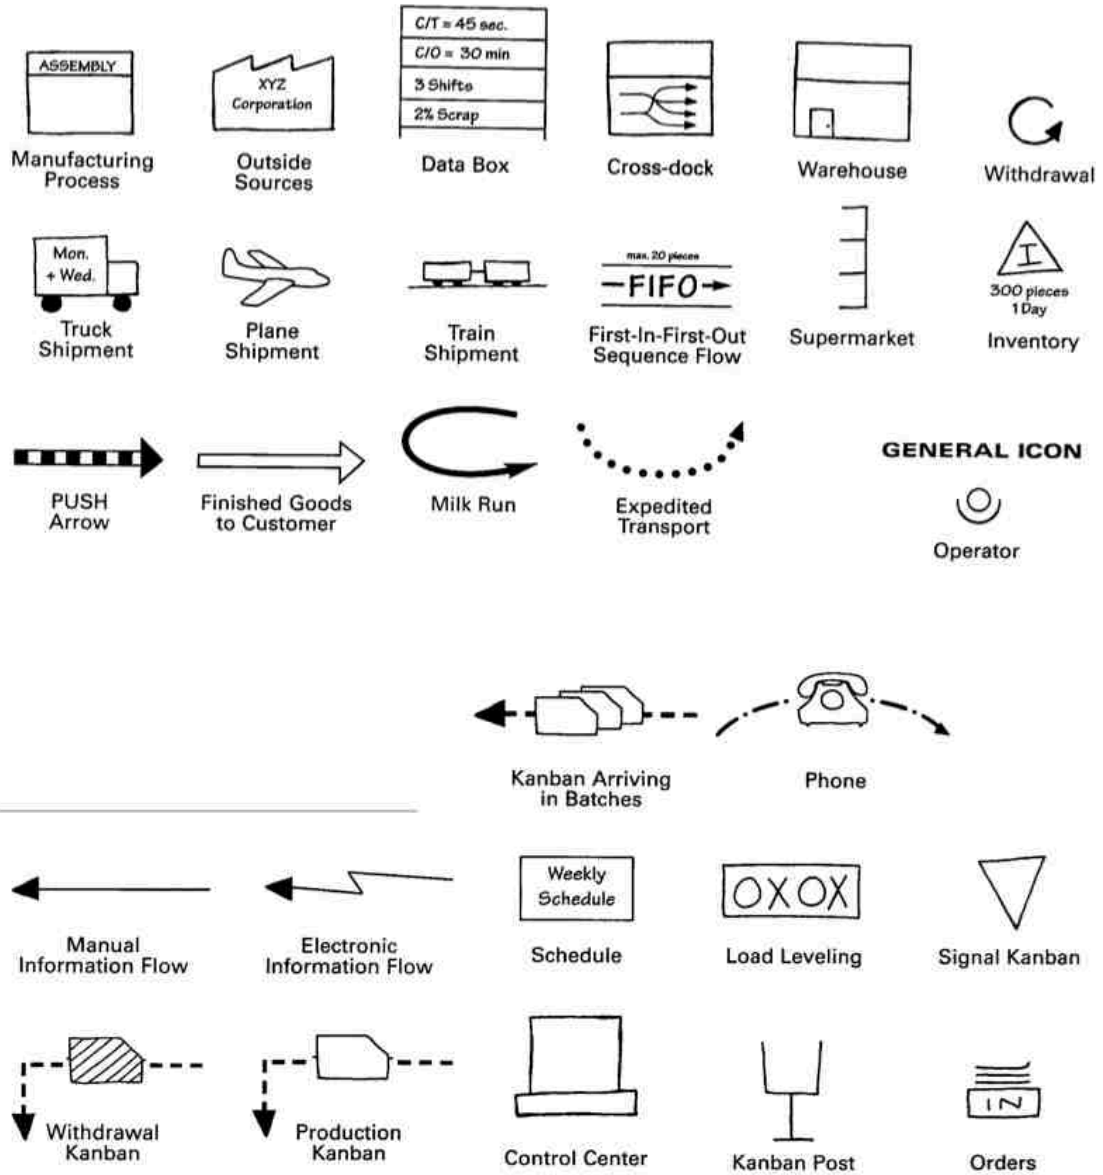 ASSEMBLY
Manufacturing
Process
XYZ
Corporation
Outside
Sources
C/T = 45 sec.
C/O = 30 min
3 Shifts
2% Scrap
Data Box
Cross-dock
Warehouse
Withdrawal
Mon.
+ Wed.
Truck
Shipment
Plane
Shipment
Train
Shipment
max. 20 pieces
FIFO
First-In-First-Out
Sequence Flow
Supermarket
I
300 pieces
1 Day
Inventory
PUSH
Arrow
Finished Goods
to Customer
Milk Run
Expedited
Transport
GENERAL ICON
Operator
Kanban Arriving
in Batches
Phone
Manual
Information Flow
Electronic
Information Flow
Weekly
Schedule
Schedule
OXOX
Load Leveling
Signal Kanban
Withdrawal
Kanban
Production
Kanban
Control Center
Kanban Post
IN
Orders